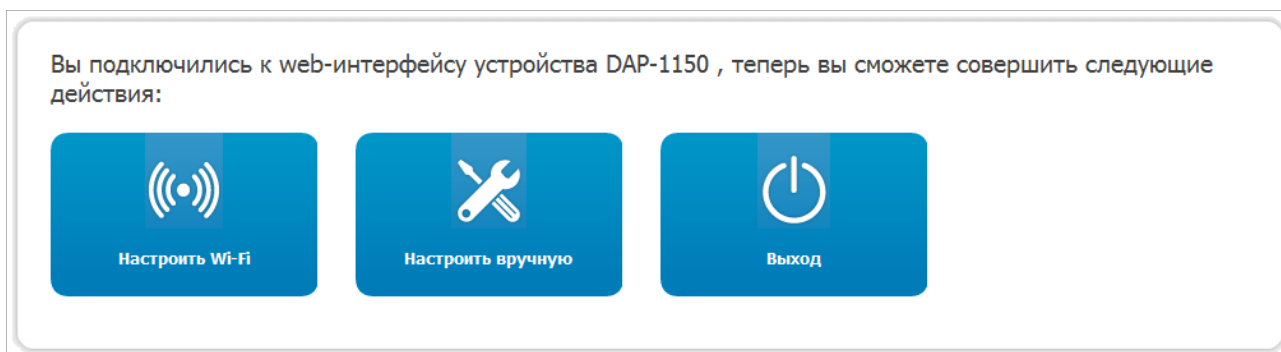 Вы подключились к web-интерфейсу устройства DAP-1150 , теперь вы сможете совершить следующие
действия:
Настроить Wi-Fi
Настроить вручную
Выход